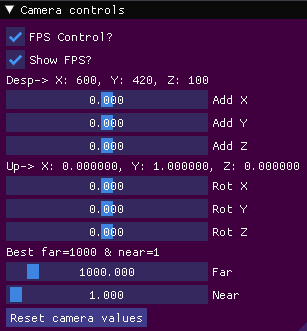 Camera controls
FPS Control?
Show FPS?
Desp-> X: 600, Y: 420, Z: 100
0.000 Add X
0.000 Add Y
0.000 Add Z
Up-> X: 0.000000, Y: 1.000000, Z: 0.000000
0.000 Rot X
0.000 Rot Y
0.000 Rot Z
Best far=1000 & near=1
1000.000 Far
1.000 Near
Reset camera values